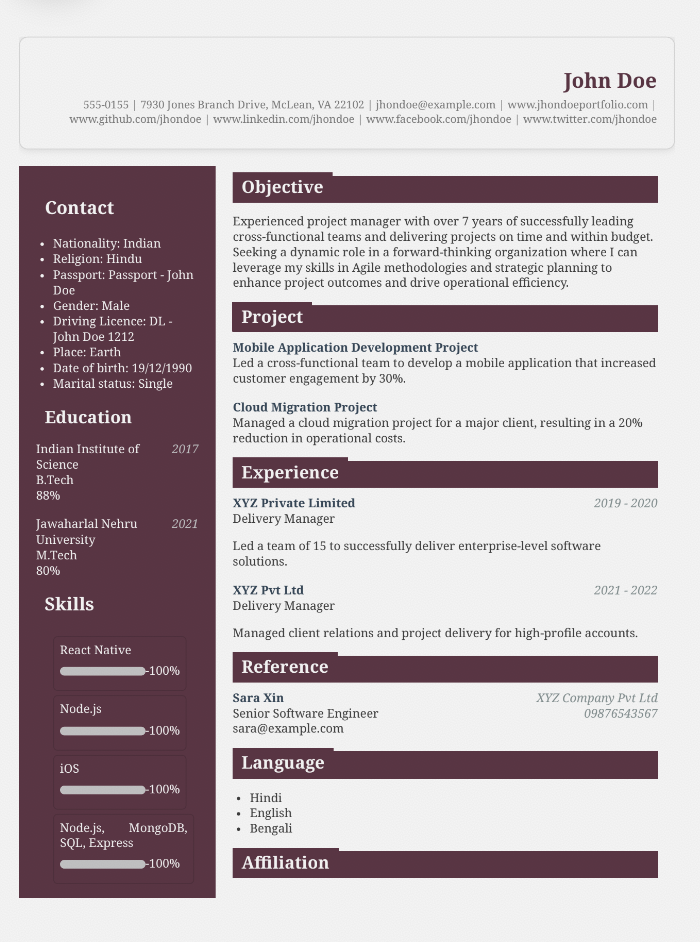 John Doe
555-0155 | 7930 Jones Branch Drive, McLean, VA 22102 | jhondoe@example.com | www.jhondoeportfolio.com |
www.github.com/jhondoe | www.linkedin.com/jhondoe | www.facebook.com/jhondoe | www.twitter.com/jhondoe
Contact
• Nationality: Indian
• Religion: Hindu
• Passport: Passport - John
Doe
• Gender: Male
• Driving Licence: DL -
John Doe 1212
• Place: Earth
• Date of birth: 19/12/1990
• Marital status: Single
Education
Indian Institute of 2017
Science
B.Tech
88%
Jawaharlal Nehru 2021
University
M.Tech
80%
Skills
React Native
-100%
Node.js
-100%
iOS
-100%
Node.js, MongoDB,
SQL, Express
-100%
Objective
Experienced project manager with over 7 years of successfully leading
cross-functional teams and delivering projects on time and within budget.
Seeking a dynamic role in a forward-thinking organization where I can
leverage my skills in Agile methodologies and strategic planning to
enhance project outcomes and drive operational efficiency.
Project
Mobile Application Development Project
Led a cross-functional team to develop a mobile application that increased
customer engagement by 30%.
Cloud Migration Project
Managed a cloud migration project for a major client, resulting in a 20%
reduction in operational costs.
Experience
XYZ Private Limited 2019 - 2020
Delivery Manager
Led a team of 15 to successfully deliver enterprise-level software
solutions.
XYZ Pvt Ltd 2021 - 2022
Delivery Manager
Managed client relations and project delivery for high-profile accounts.
Reference
Sara Xin XYZ Company Pvt Ltd
Senior Software Engineer 09876543567
sara@example.com
Language
• Hindi
• English
• Bengali
Affiliation